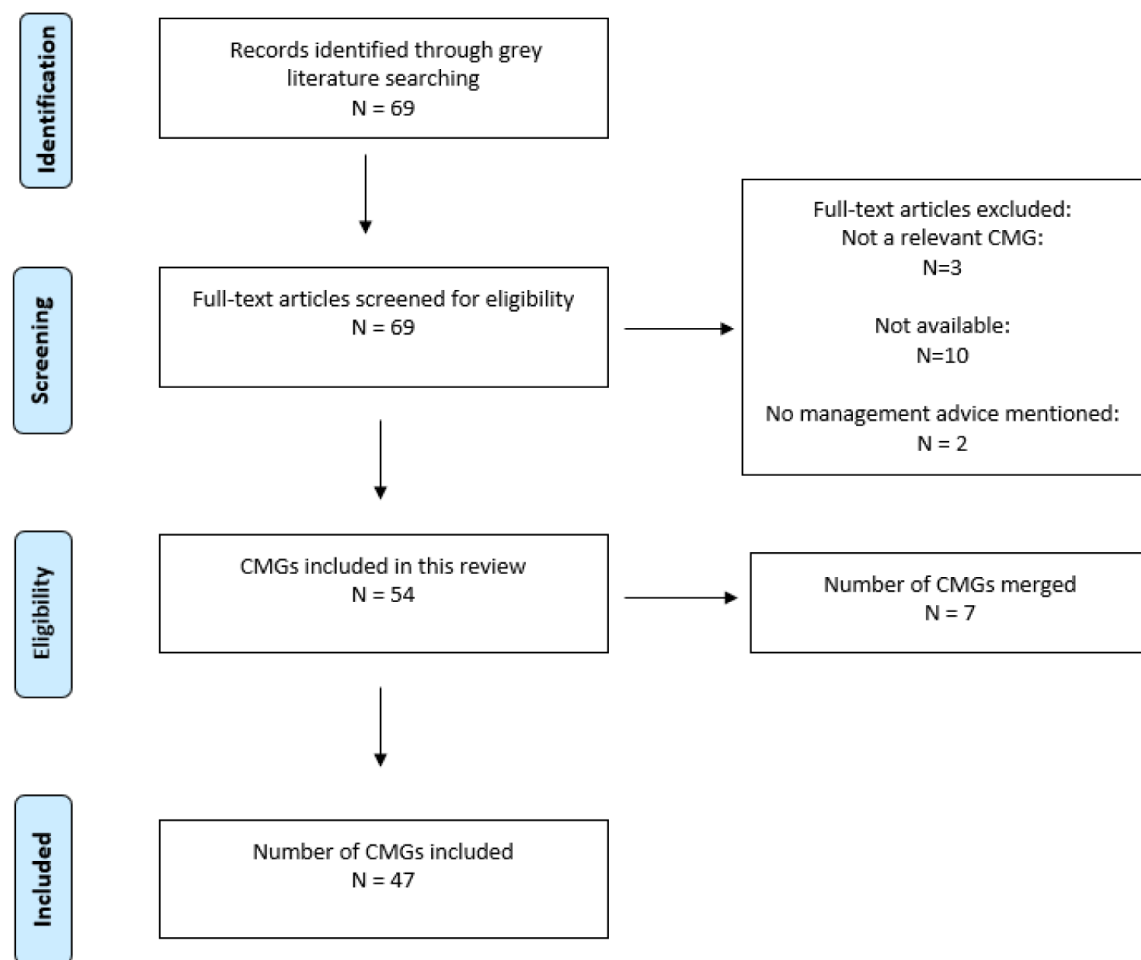 Identification
Records identified through grey
literature searching
N = 69
Screening
Full-text articles screened for eligibility
N = 69
Full-text articles excluded:
Not a relevant CMG:
N=3
Not available:
N=10
No management advice mentioned:
N = 2
Eligibility
CMGs included in this review
N = 54
Number of CMGs merged
N = 7
Included
Number of CMGs included
N = 47